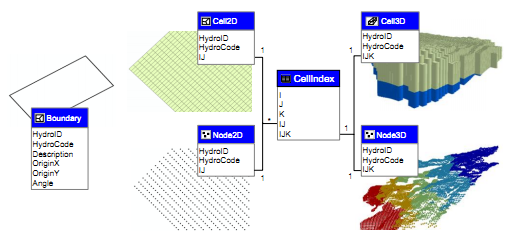 Boundary
HydroID
HydroCode
Description
OriginX
OriginY
Angle
Cell2D
HydroID
HydroCode
IJ
1
Node2D
HydroID
HydroCode
IJ
1
*
CellIndex
I
J
K
IJ
IJK
1
Cell3D
HydroID
HydroCode
IJK
1
Node3D
HydroID
HydroCode
IJK
1